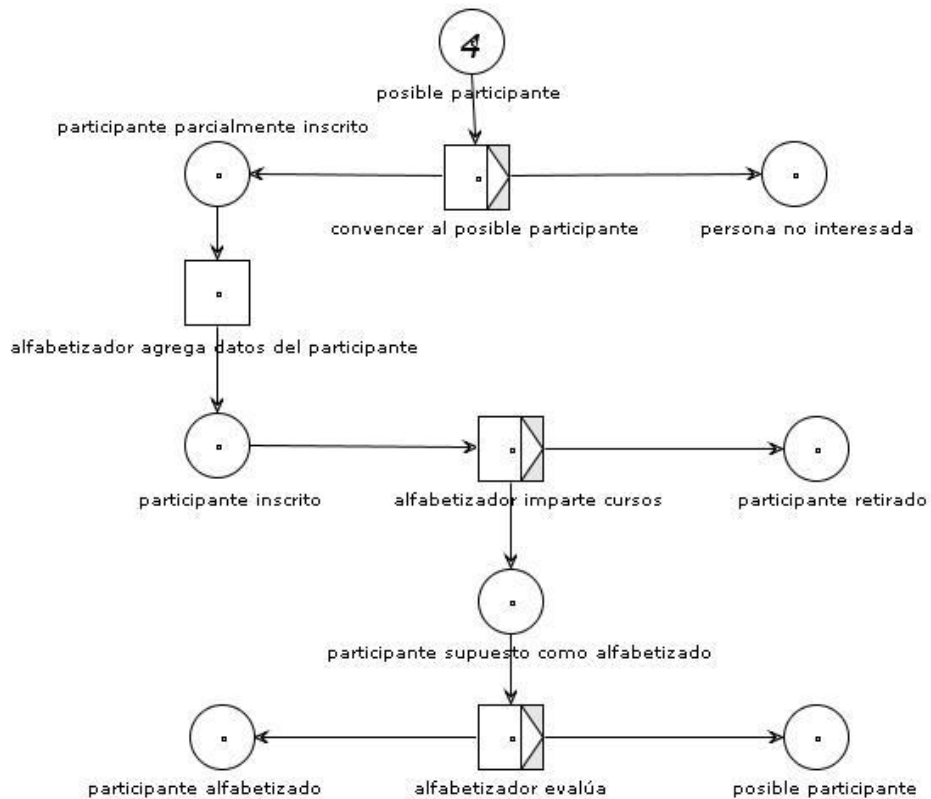 4
posible participante
participante parcialmente inscrito
convencer al posible participante
persona no interesada
alfabetizador agrega datos del participante
participante inscrito
alfabetizador imparte cursos
participante retirado
participante supuesto como alfabetizado
participante alfabetizado
alfabetizador evalúa
posible participante